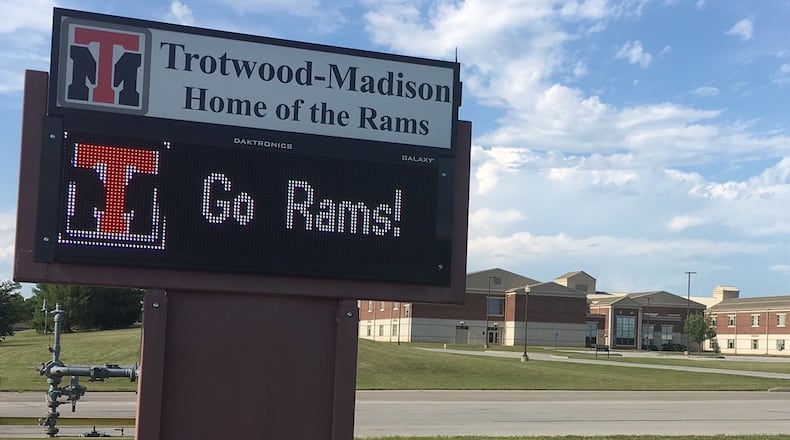 TM
Trotwood-Madison
Home of the Rams
DAKTRONICS
GALAXY
T
Go Rams!